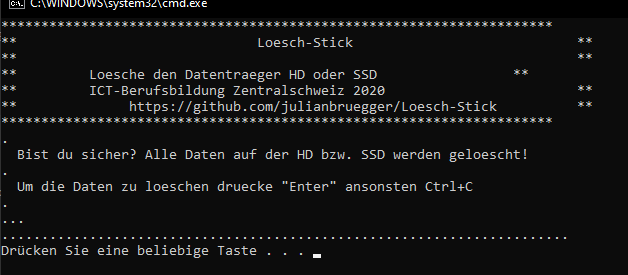 C:\WINDOWS\system32\cmd.exe
*********************************************************************
** Loesch-Stick **
** **
** Loesche den Datentraeger HD oder SSD **
** ICT-Berufsbildung Zentralschweiz 2020 **
** https://github.com/julianbruegger/Loesch-Stick **
*********************************************************************
.
Bist du sicher? Alle Daten auf der HD bzw. SSD werden geloescht!
.
Um die Daten zu loeschen druecke "Enter" ansonsten Ctrl+C
.
...
.......................................................................
Drücken Sie eine beliebige Taste . . .